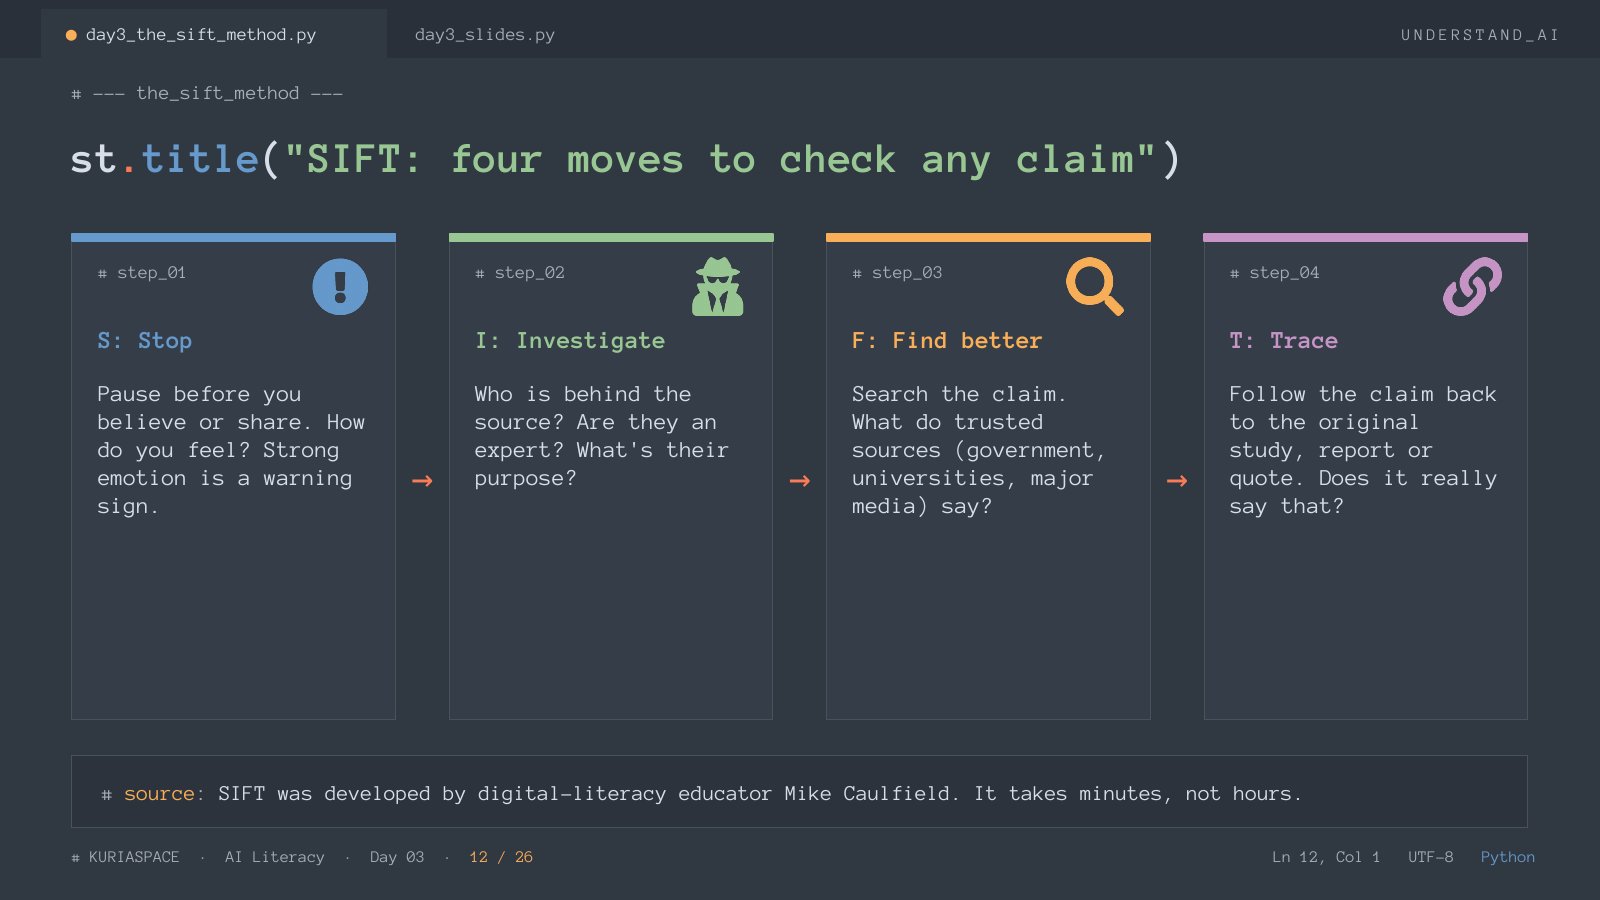 day3_the_sift_method.py
day3_slides.py
UNDERSTAND_AI
# --- the_sift_method ---
st.title("SIFT: four moves to check any claim")
# step_01
S: Stop
Pause before you
believe or share. How
do you feel? Strong
emotion is a warning
sign.
→
# step_02
I: Investigate
Who is behind the
source? Are they an
expert? What's their
purpose?
→
# step_03
F: Find better
Search the claim.
What do trusted
sources (government,
universities, major
media) say?
→
# step_04
T: Trace
Follow the claim back
to the original
study, report or
quote. Does it really
say that?
# source: SIFT was developed by digital-literacy educator Mike Caulfield. It takes minutes, not hours.
# KURIASPACE · AI Literacy · Day 03 · 12 / 26
Ln 12, Col 1 UTF-8 Python